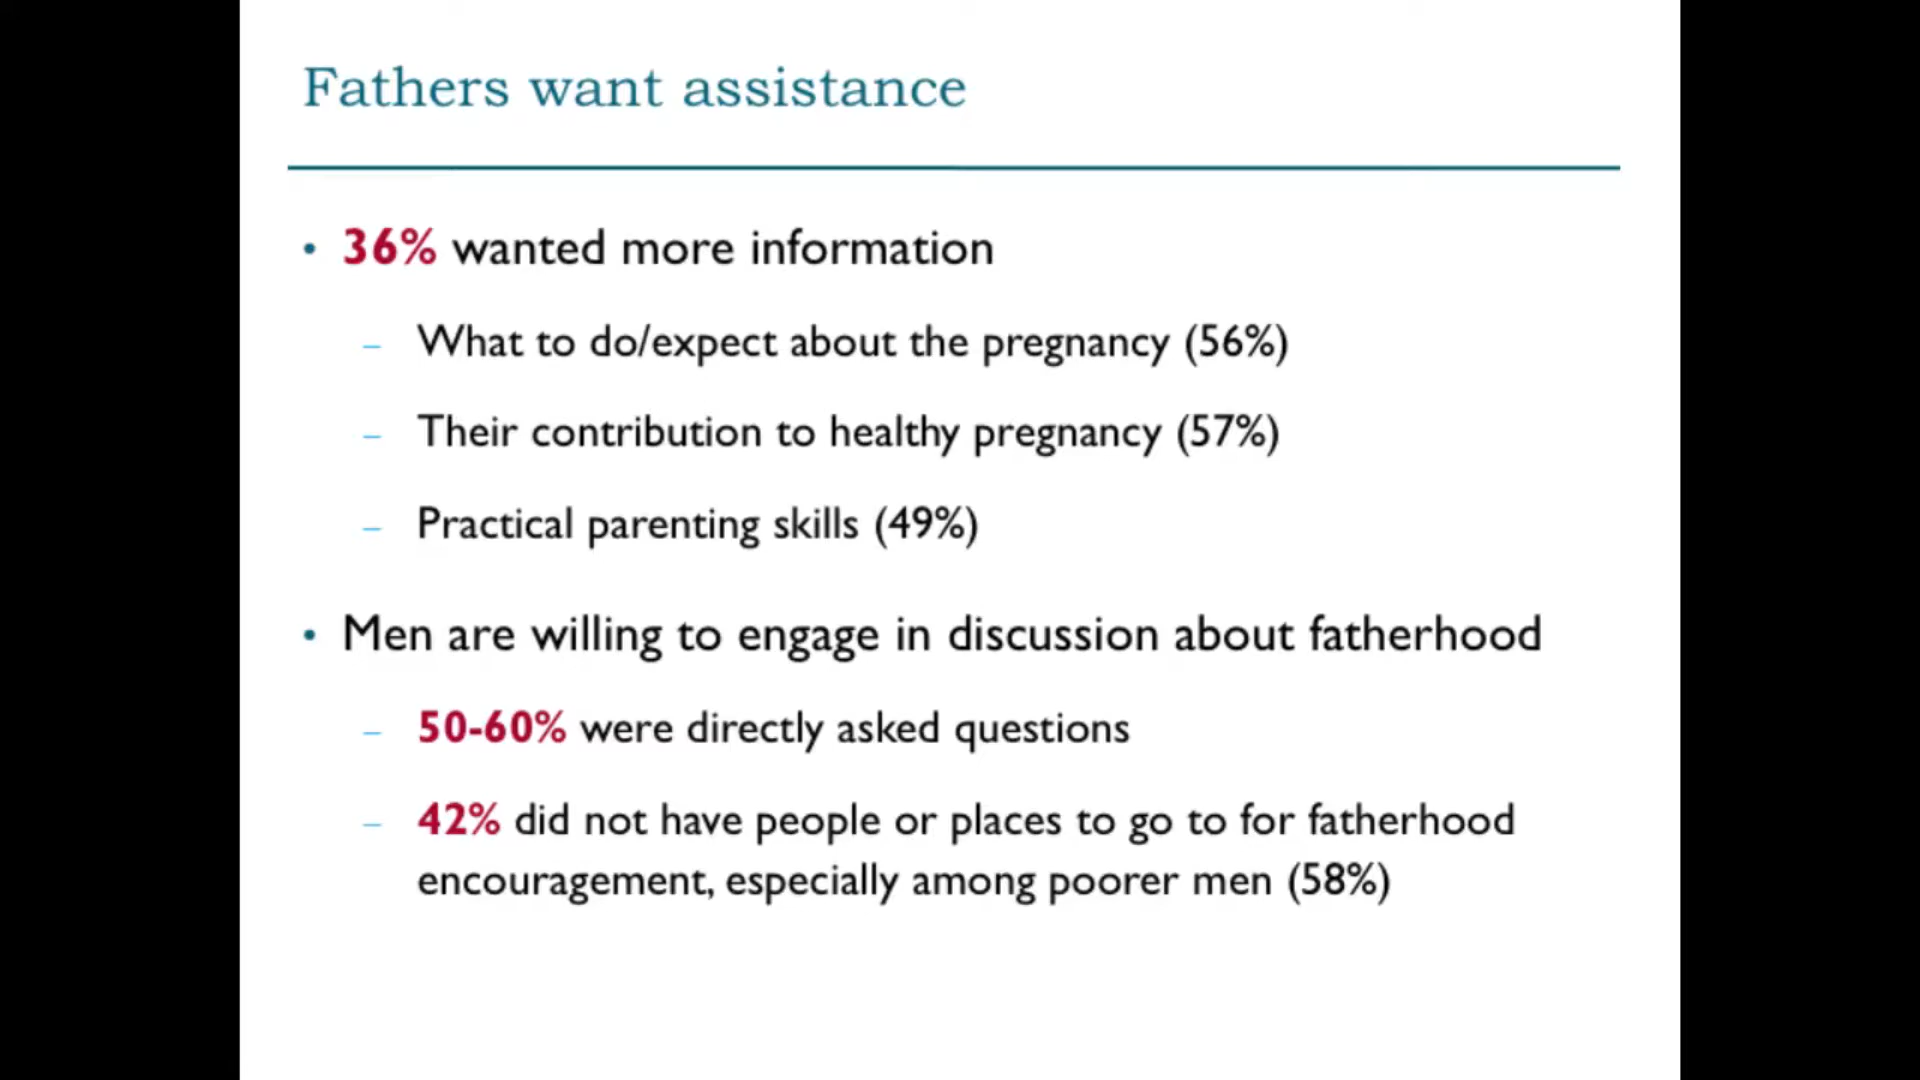 Fathers want assistance
• 36% wanted more information
– What to do/expect about the pregnancy (56%)
– Their contribution to healthy pregnancy (57%)
– Practical parenting skills (49%)
• Men are willing to engage in discussion about fatherhood
– 50-60% were directly asked questions
– 42% did not have people or places to go to for fatherhood
encouragement, especially among poorer men (58%)